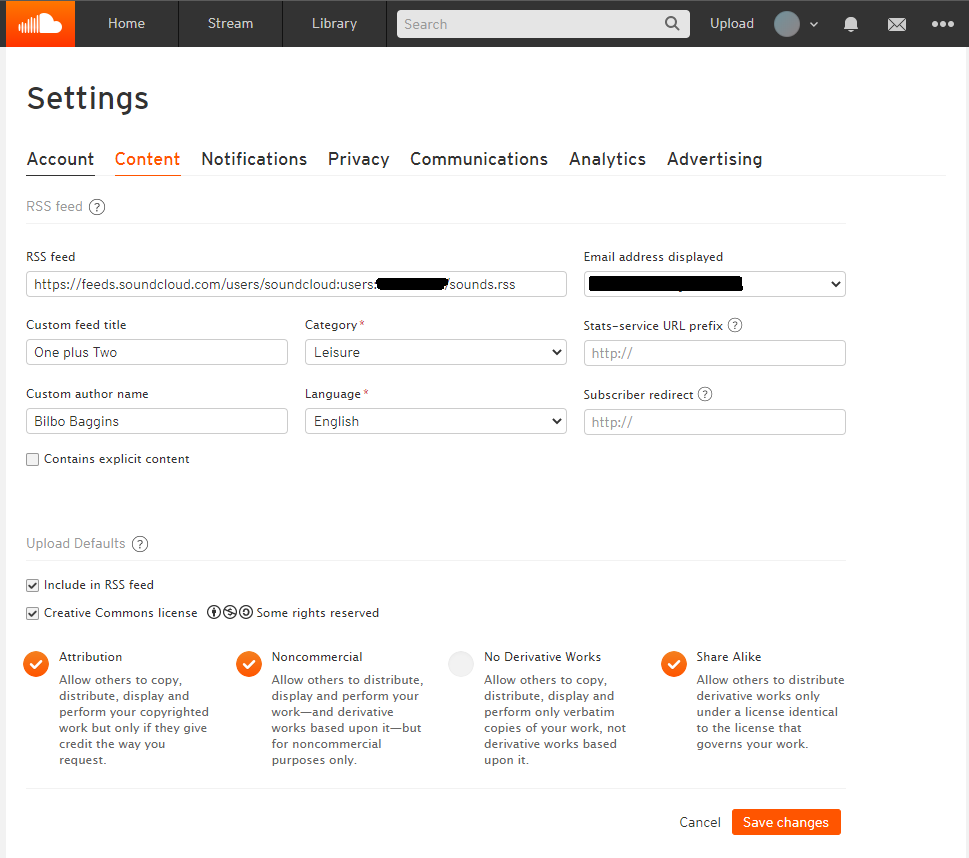 Home Stream Library Search Upload
Settings
Account Content Notifications Privacy Communications Analytics Advertising
RSS feed ?
RSS feed
https://feeds.soundcloud.com/users/soundcloud:users: /sounds.rss
Email address displayed
Custom feed title
One plus Two
Category*
Leisure
Stats-service URL prefix ?
http://
Custom author name
Bilbo Baggins
Language*
English
Subscriber redirect ?
http://
Contains explicit content
Upload Defaults ?
Include in RSS feed
Creative Commons license Some rights reserved
Attribution
Allow others to copy,
distribute, display and
perform your copyrighted
work but only if they give
credit the way you
request.
Noncommercial
Allow others to distribute,
display and perform your
work—and derivative
works based upon it—but
for noncommercial
purposes only.
No Derivative Works
Allow others to copy,
distribute, display and
perform only verbatim
copies of your work, not
derivative works based
upon it.
Share Alike
Allow others to distribute
derivative works only
under a license identical
to the license that
governs your work.
Cancel Save changes